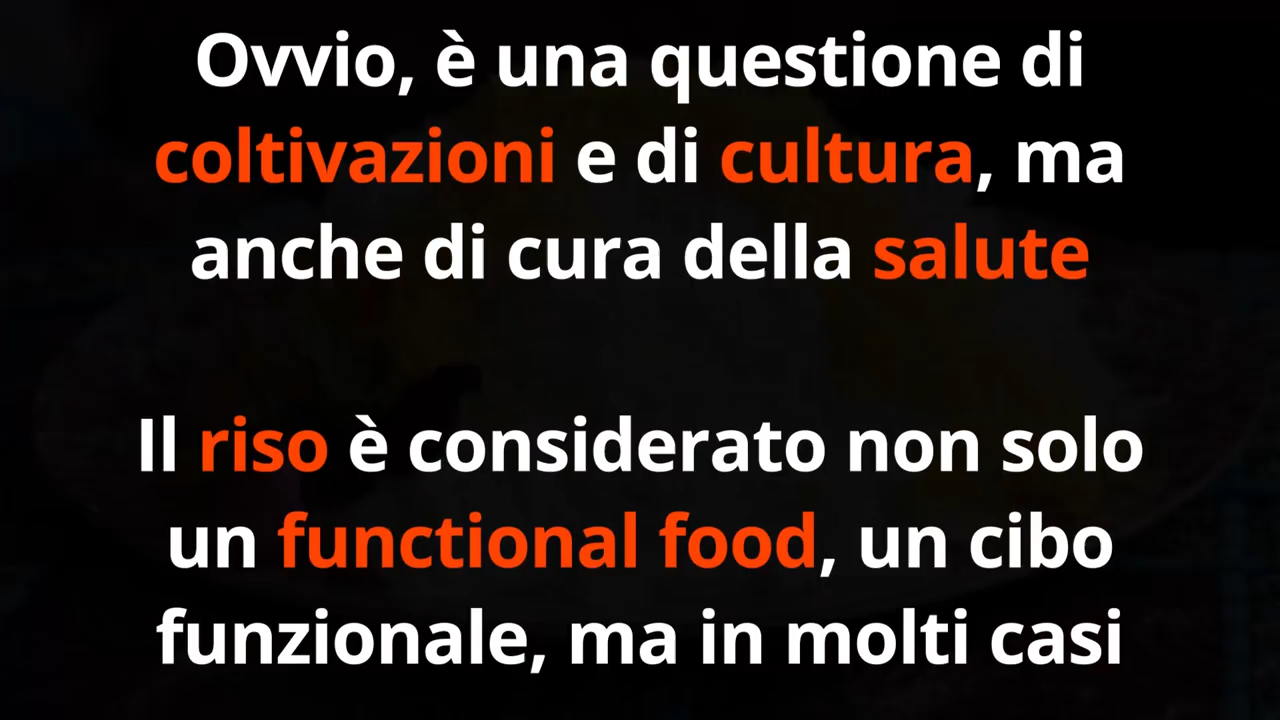 Ovvio, è una questione di
coltivazioni e di cultura, ma
anche di cura della salute
Il riso è considerato non solo
un functional food, un cibo
funzionale, ma in molti casi